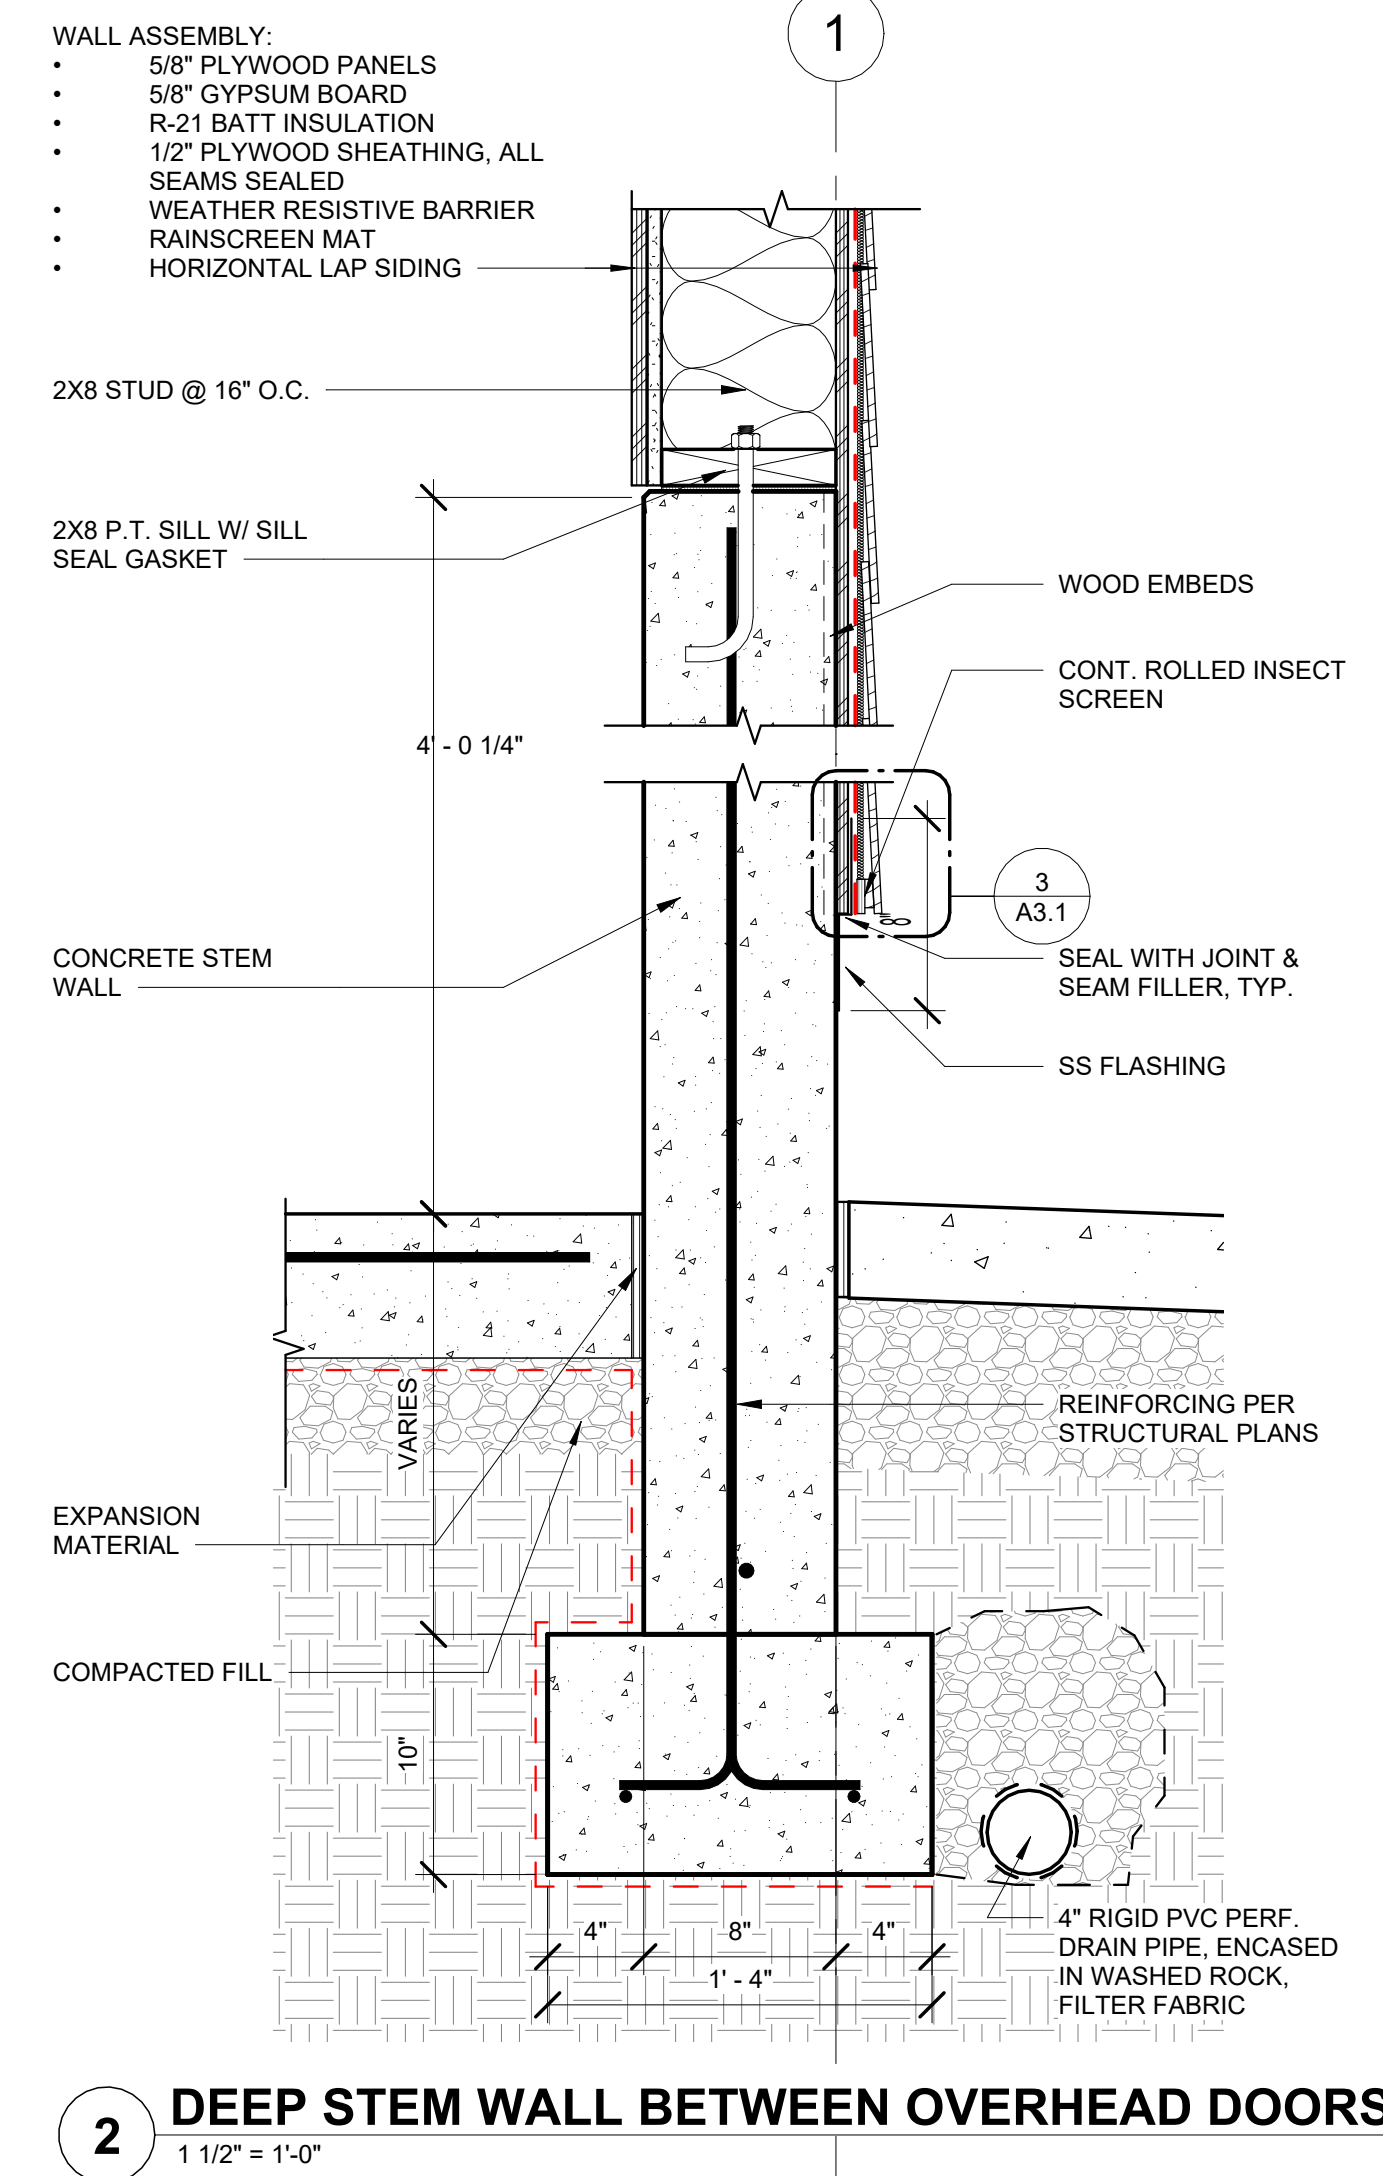 1
WALL ASSEMBLY:
• 5/8" PLYWOOD PANELS
• 5/8" GYPSUM BOARD
• R-21 BATT INSULATION
• 1/2" PLYWOOD SHEATHING, ALL
SEAMS SEALED
• WEATHER RESISTIVE BARRIER
• RAINSCREEN MAT
• HORIZONTAL LAP SIDING
2X8 STUD @ 16" O.C.
2X8 P.T. SILL W/ SILL
SEAL GASKET
WOOD EMBEDS
CONT. ROLLED INSECT
SCREEN
4' - 0 1/4"
3
A3.1
8"
CONCRETE STEM
WALL
SEAL WITH JOINT &
SEAM FILLER, TYP.
SS FLASHING
VARIES
REINFORCING PER
STRUCTURAL PLANS
EXPANSION
MATERIAL
COMPACTED FILL
10"
4"
8"
4"
1' - 4"
4" RIGID PVC PERF.
DRAIN PIPE, ENCASED
IN WASHED ROCK,
FILTER FABRIC
2
DEEP STEM WALL BETWEEN OVERHEAD DOORS
1 1/2" = 1'-0"